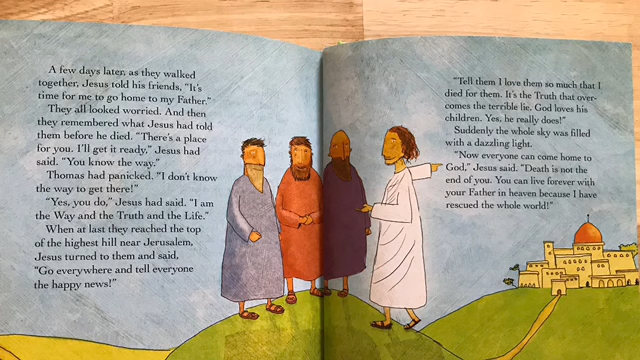 A few days later, as they walked
together, Jesus told his friends, “It’s
time for me to go home to my Father.”
They all looked worried. And then
they remembered what Jesus had told
them before he died. “There’s a place
for you. I’ll get it ready,” Jesus had
said. “You know the way.”
Thomas had panicked. “I don’t know
the way to get there!”
“Yes, you do,” Jesus had said. “I am
the Way and the Truth and the Life.”
When at last they reached the top
of the highest hill near Jerusalem,
Jesus turned to them and said,
“Go everywhere and tell everyone
the happy news!”
“Tell them I love them so much that I
died for them. It’s the Truth that over-
comes the terrible lie. God loves his
children. Yes, he really does!”
Suddenly the whole sky was filled
with a dazzling light.
“Now everyone can come home to
God,” Jesus said. “Death is not the
end of you. You can live forever with
your Father in heaven because I have
rescued the whole world!”